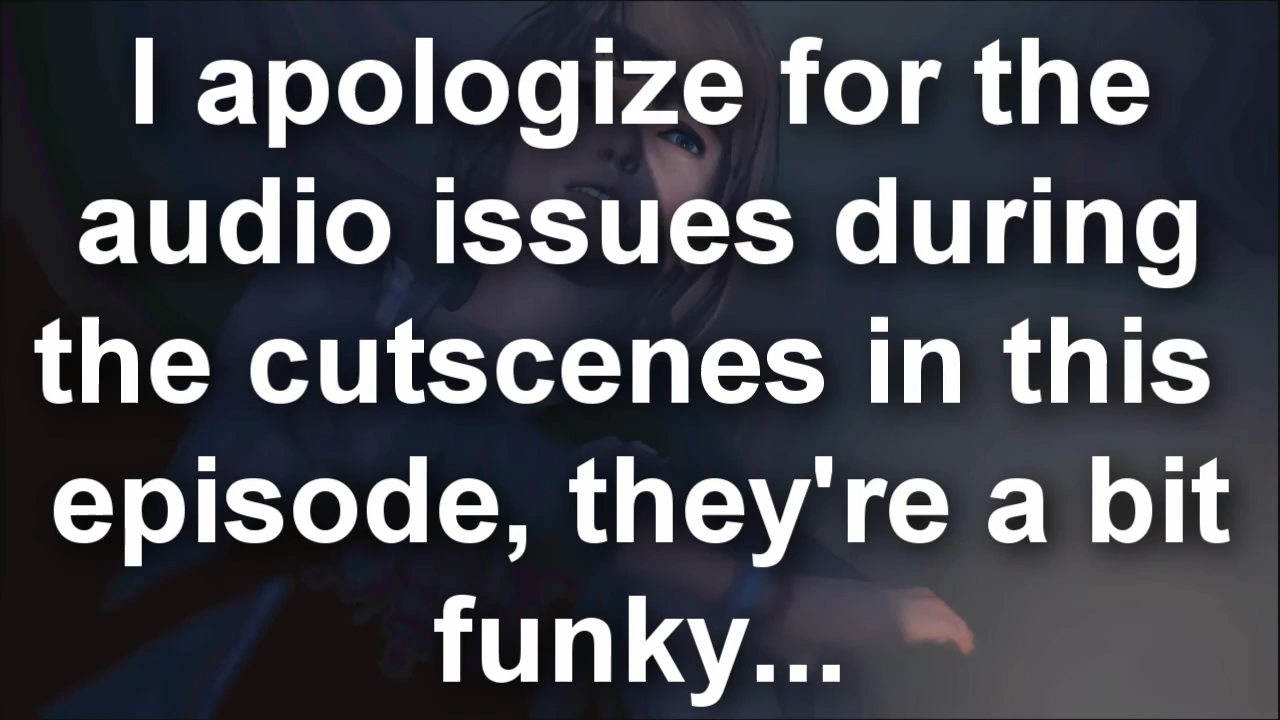 I apologize for the
audio issues during
the cutscenes in this
episode, they're a bit
funky...